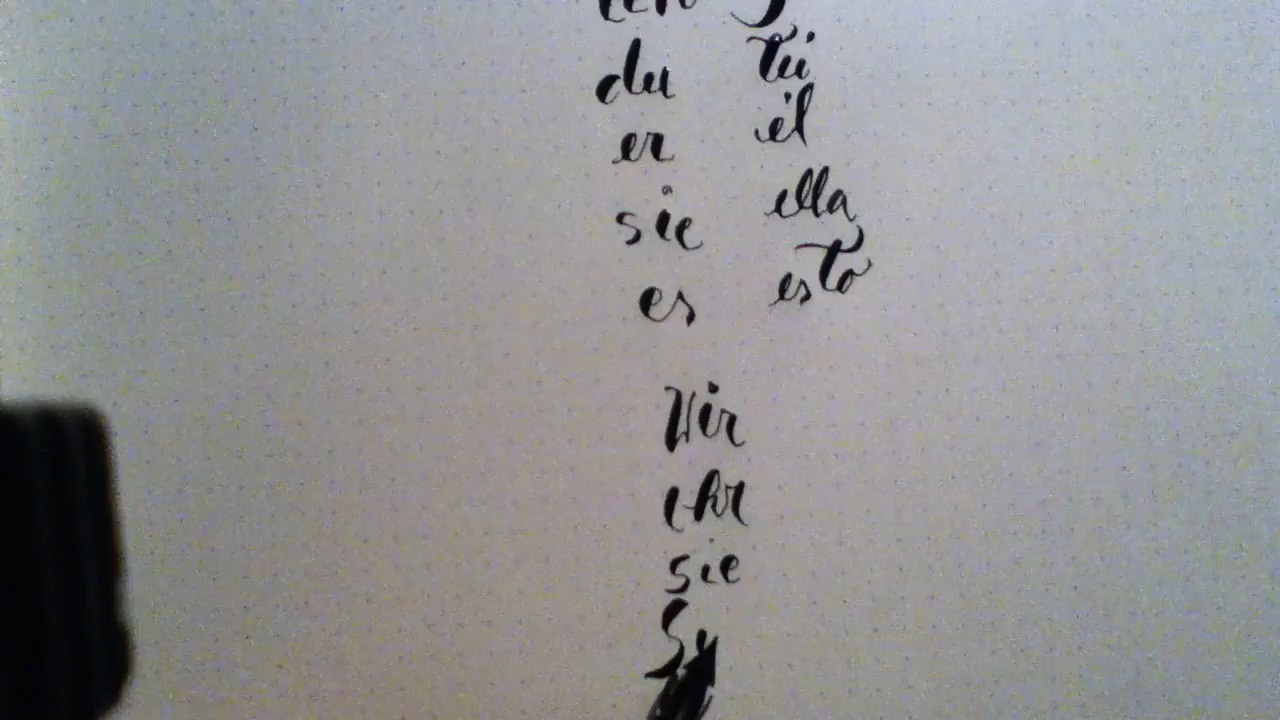 du tú
er él
sie ella
es esto
Wir
ihr
sie